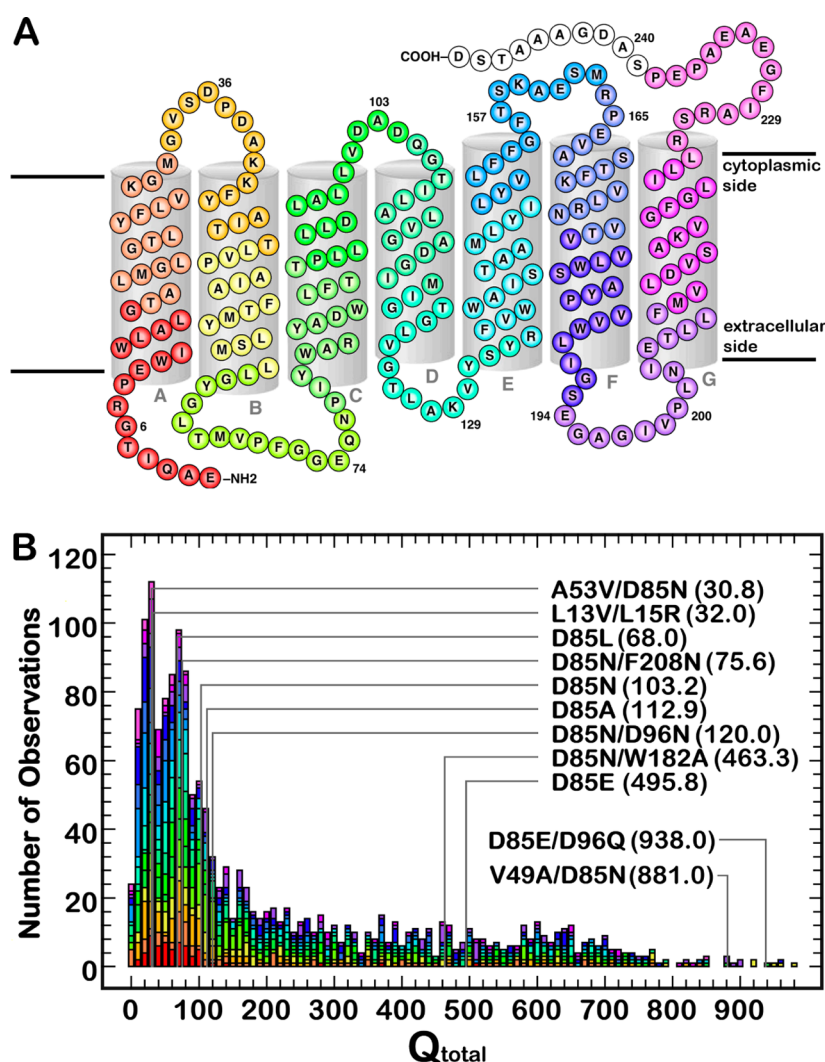 A
COOH–D S T A A A G D A 240 S P E P A E A E G F I A R S R
229
36
G V S D P D A K
103
V D A D Q G
157
T S K A E S M R P
165
F
cytoplasmic
side
K G M
Y F K
L A L L
A L I T
L F F G
A V E P
I L L
Y F L V
T I A T
L L D
G V L
L Y V
K F T S
G F G L
G T L
P V L T
T P L L
I G D A
M L Y I
N R L V
A K V
L M G L
A I A
L F T
G I M
T A A
V T V
L D V S
G T A
Y M T F
Y A D W
L G T
S I A W
S W L V
F M V
W L A L
M S L
W A R
W F V
P Y A
E T L L
P E W I
Y G L L
Y I P
Y S Y R
L W V V
I N L
extracellular
side
A
B
C
D
E
F
G
R G T I Q A E –NH2
6
G L T M V P F G G E Q N
74
V G T L A K V
129
I G S E G A G I V P
194
200
B
Number of Observations
120
100
80
60
40
20
0
A53V/D85N (30.8)
L13V/L15R (32.0)
D85L (68.0)
D85N/F208N (75.6)
D85N (103.2)
D85A (112.9)
D85N/D96N (120.0)
D85N/W182A (463.3)
D85E (495.8)
D85E/D96Q (938.0)
V49A/D85N (881.0)
0 100 200 300 400 500 600 700 800 900
Qtotal